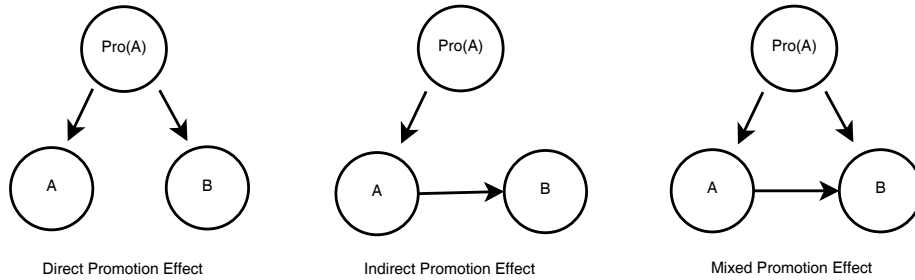 Pro(A)
A
B
Direct Promotion Effect
Pro(A)
A
B
Indirect Promotion Effect
Pro(A)
A
B
Mixed Promotion Effect